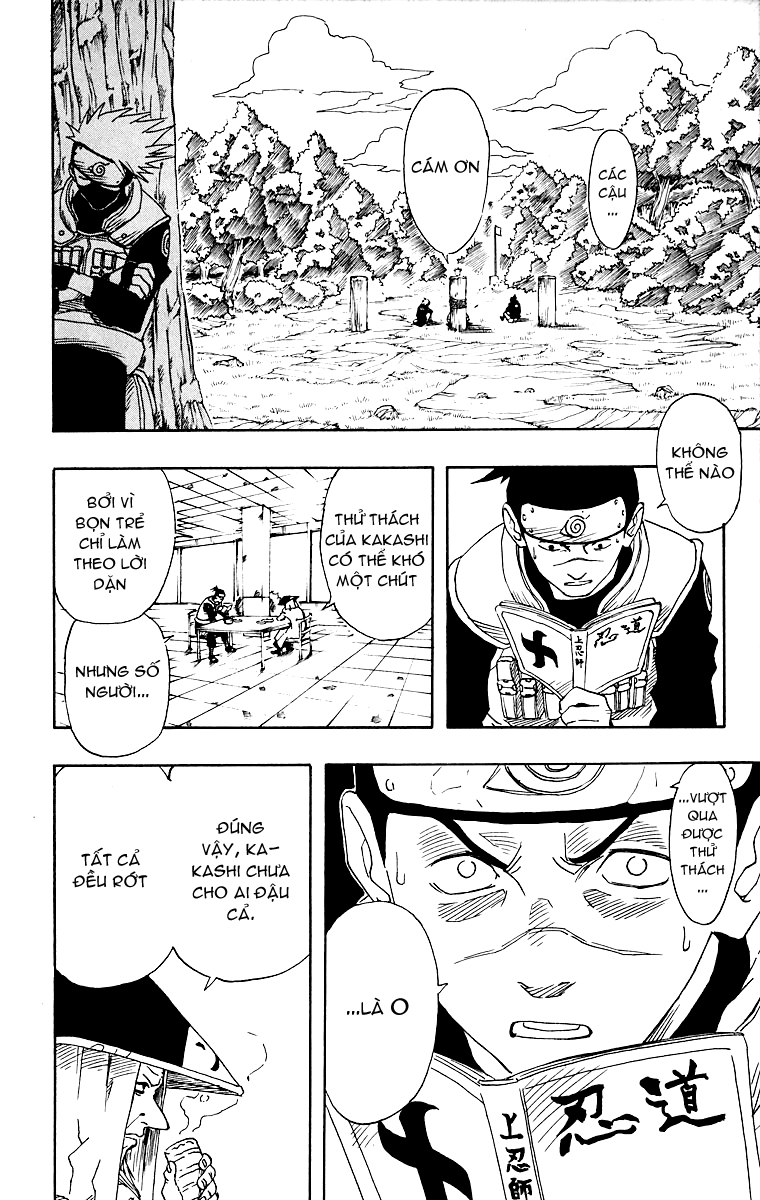 CÁC
CẬU
...
CÁM ƠN
KHÔNG
THỂ NÀO
忍道
上忍師
THỬ THÁCH
CỦA KAKASHI
CÓ THỂ KHÓ
MỘT CHÚT
BỞI VÌ
BỌN TRẺ
CHỈ LÀM
THEO LỜI
DẶN
NHƯNG SỐ
NGƯỜI...
...VƯỢT
QUA
ĐƯỢC
THỬ
THÁCH
...
...LÀ 0
忍道
上忍師
ĐÚNG
VẬY, KA-
KASHI CHƯA
CHO AI ĐẬU
CẢ.
TẤT CẢ
ĐỀU RỚT